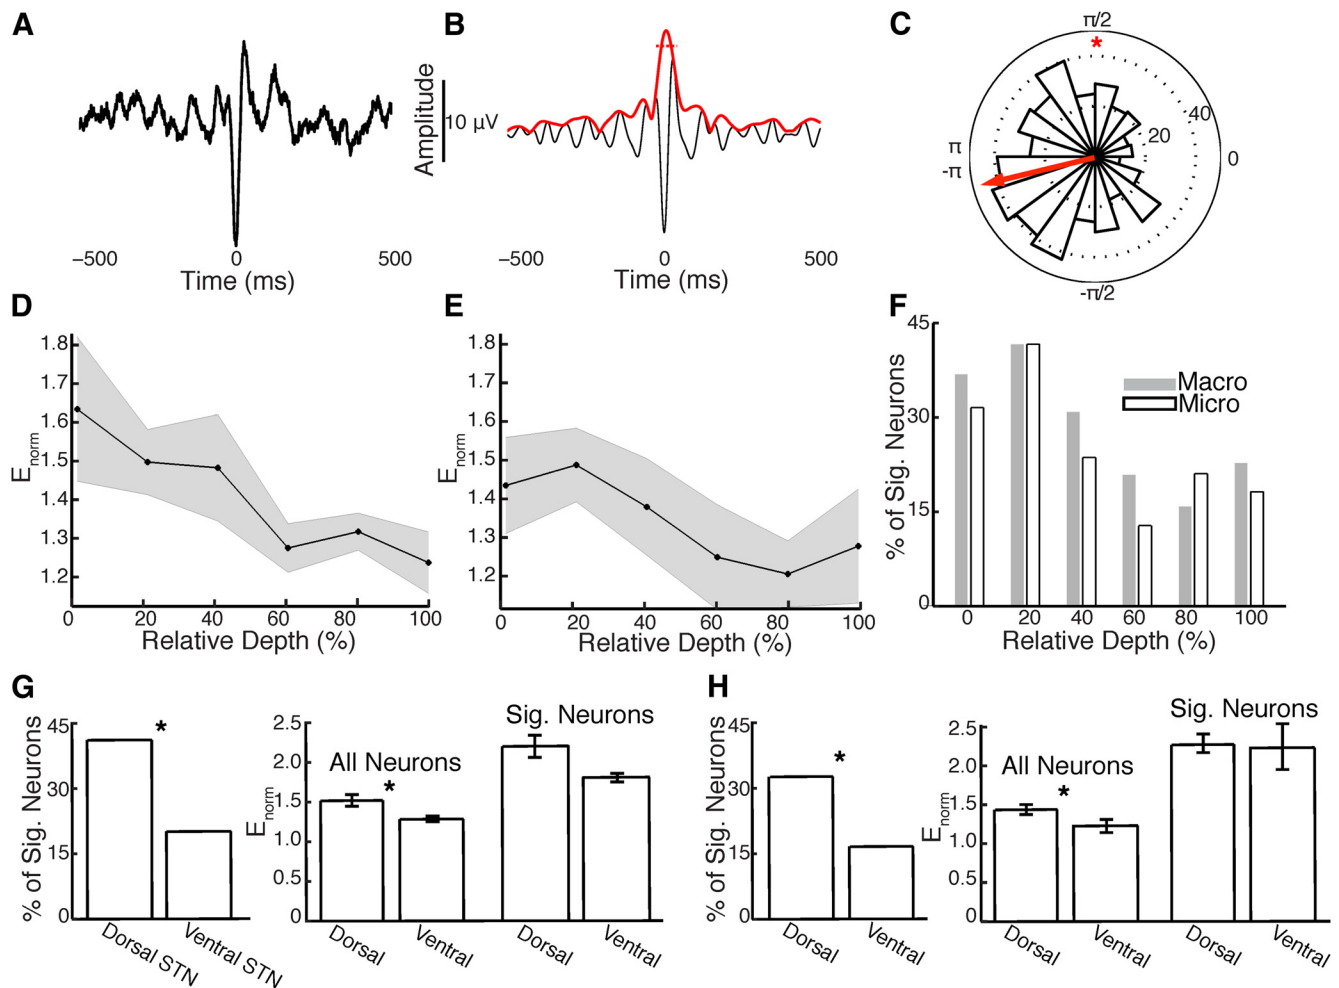 A
−500
0
500
Time (ms)
B
Amplitude
10 µV
−500
0
500
Time (ms)
C
π/2
*
40
20
0
π
-π
-π/2
D
E norm
1.8
1.7
1.6
1.5
1.4
1.3
1.2
0
20
40
60
80
100
Relative Depth (%)
E
E norm
1.8
1.7
1.6
1.5
1.4
1.3
1.2
0
20
40
60
80
100
Relative Depth (%)
F
% of Sig. Neurons
45
30
15
0
Macro
Micro
0
20
40
60
80
100
Relative Depth (%)
G
% of Sig. Neurons
45
30
15
0
*
Dorsal STN
Ventral STN
E norm
2.5
2.0
1.5
1.0
0.5
0
All Neurons
*
Sig. Neurons
Dorsal
Ventral
Dorsal
Ventral
H
% of Sig. Neurons
45
30
15
0
*
Dorsal
Ventral
E norm
2.5
2.0
1.5
1.0
0.5
0
All Neurons
*
Sig. Neurons
Dorsal
Ventral
Dorsal
Ventral